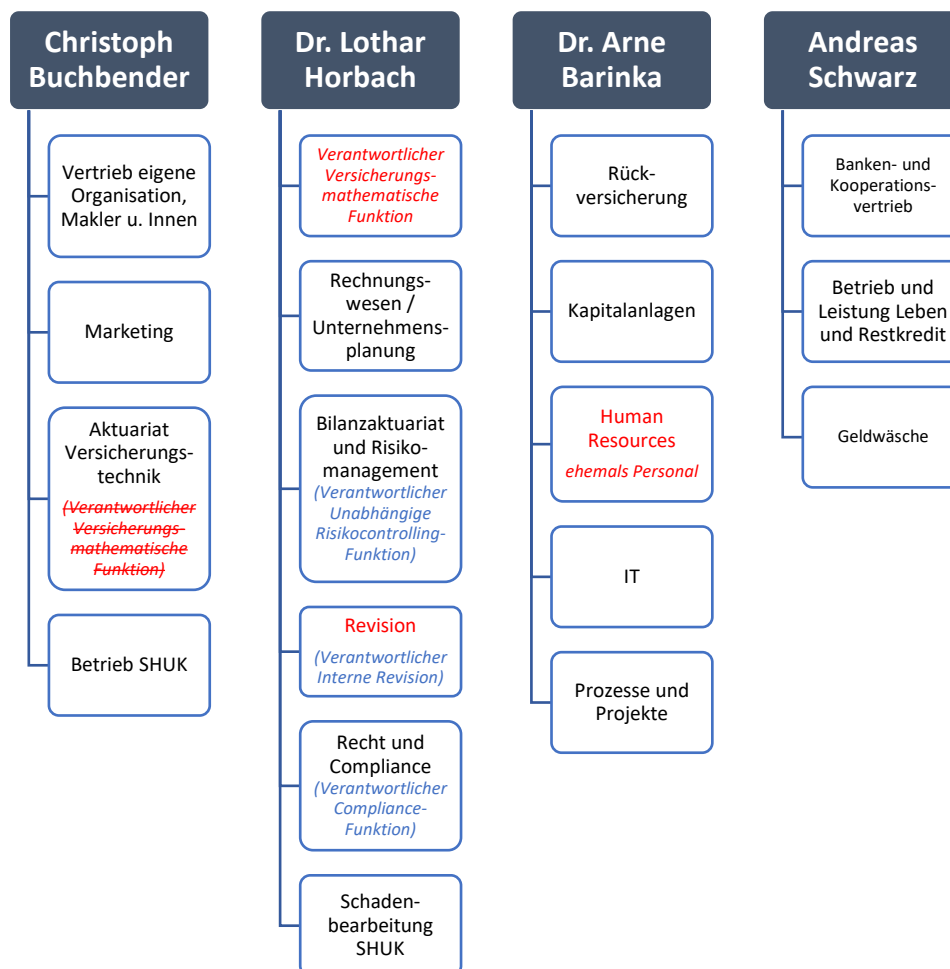 Christoph
Buchbender
Vertrieb eigene
Organisation,
Makler u. Innen
Marketing
Aktuariat
Versicherungs-
technik
(Verantwortlicher
Versicherungs-
mathematische
Funktion)
Betrieb SHUK
Dr. Lothar
Horbach
Verantwortlicher
Versicherungs-
mathematische
Funktion
Rechnungs-
wesen /
Unternehmens-
planung
Bilanzaktuariat
und Risiko-
management
(Verantwortlicher
Unabhängige
Risikocontrolling-
Funktion)
Revision
(Verantwortlicher
Interne Revision)
Recht und
Compliance
(Verantwortlicher
Compliance-
Funktion)
Schaden-
bearbeitung
SHUK
Dr. Arne
Barinka
Rück-
versicherung
Kapitalanlagen
Human
Resources
ehemals Personal
IT
Prozesse und
Projekte
Andreas
Schwarz
Banken- und
Kooperations-
vertrieb
Betrieb und
Leistung Leben
und Restkredit
Geldwäsche